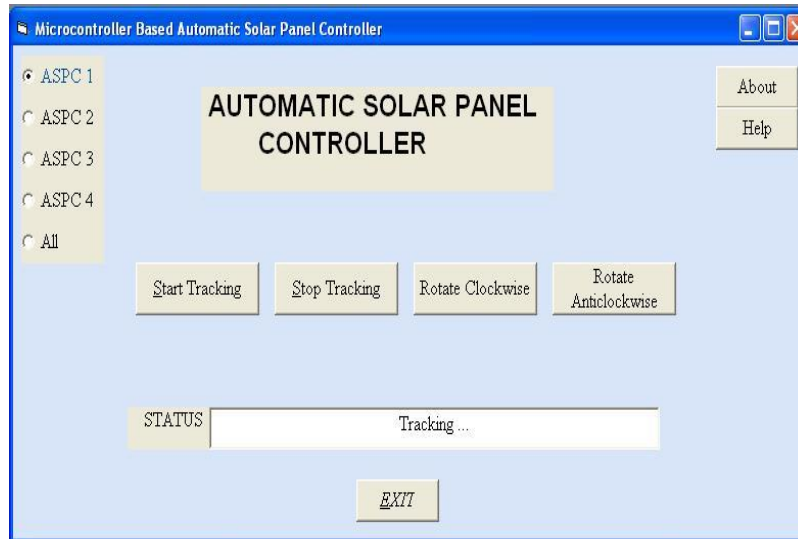 Microcontroller Based Automatic Solar Panel Controller
ASPC 1
ASPC 2
ASPC 3
ASPC 4
All
AUTOMATIC SOLAR PANEL
CONTROLLER
About
Help
Start Tracking
Stop Tracking
Rotate Clockwise
Rotate
Anticlockwise
STATUS
Tracking ...
EXIT